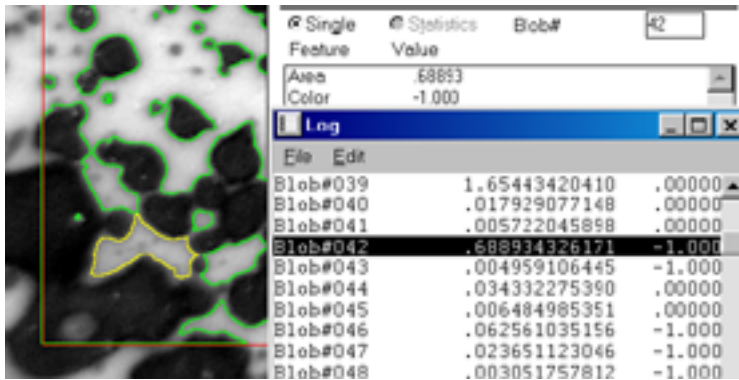 Single Statistics Blob# 42
Feature Value
Area .68893
Color -1.000
Log
File Edit
Blob#039 1.65443420410 .00000
Blob#040 .017929077148 .00000
Blob#041 .005722045898 .00000
Blob#042 .688934326171 -1.000
Blob#043 .004959106445 -1.000
Blob#044 .034332275390 .00000
Blob#045 .006484985351 .00000
Blob#046 .062561035156 -1.000
Blob#047 .023651123046 -1.000
Blob#048 .003051757812 -1.000